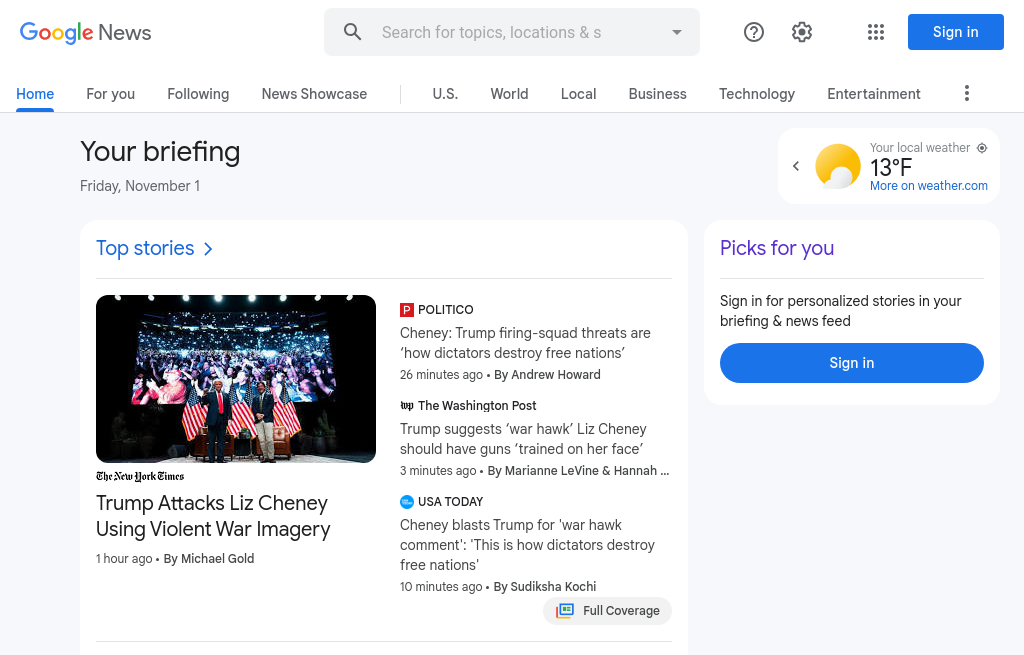 Google News
Search for topics, locations & s
Sign in
Home
For you
Following
News Showcase
U.S.
World
Local
Business
Technology
Entertainment
Your briefing
Friday, November 1
Your local weather
13°F
More on weather.com
Top stories
The New York Times
Trump Attacks Liz Cheney
Using Violent War Imagery
1 hour ago • By Michael Gold
P POLITICO
Cheney: Trump firing-squad threats are
‘how dictators destroy free nations’
26 minutes ago • By Andrew Howard
wp The Washington Post
Trump suggests ‘war hawk’ Liz Cheney
should have guns ‘trained on her face’
3 minutes ago • By Marianne LeVine & Hannah ...
USA TODAY
Cheney blasts Trump for 'war hawk
comment': 'This is how dictators destroy
free nations'
10 minutes ago • By Sudiksha Kochi
Full Coverage
Picks for you
Sign in for personalized stories in your
briefing & news feed
Sign in